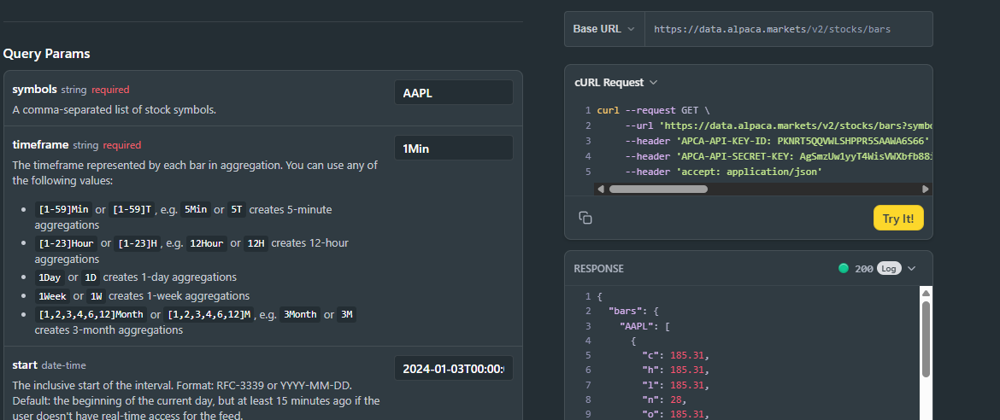 Query Params
symbols string required
AAPL
A comma-separated list of stock symbols.
timeframe string required
1Min
The timeframe represented by each bar in aggregation. You can use any of
the following values:
[1-59]Min or [1-59]T, e.g. 5Min or 5T creates 5-minute
aggregations
[1-23]Hour or [1-23]H, e.g. 12Hour or 12H creates 12-hour
aggregations
1Day or 1D creates 1-day aggregations
1Week or 1W creates 1-week aggregations
[1,2,3,4,6,12]Month or [1,2,3,4,6,12]M, e.g. 3Month or 3M
creates 3-month aggregations
start date-time
2024-01-03T00:00:
The inclusive start of the interval. Format: RFC-3339 or YYYY-MM-DD.
Default: the beginning of the current day, but at least 15 minutes ago if the
user doesn't have real-time access for the feed.
Base URL https://data.alpaca.markets/v2/stocks/bars
cURL Request
1 curl --request GET \
2 --url 'https://data.alpaca.markets/v2/stocks/bars?symbo
3 --header 'APCA-API-KEY-ID: PKNRT5QQVWLSHPPR5SAAWA6S66'
4 --header 'APCA-API-SECRET-KEY: AgSmzUw1yyT4WisVWXbfb88i
5 --header 'accept: application/json'
Try It!
RESPONSE 200 Log
1 {
2 "bars": {
3 "AAPL": [
4 {
5 "c": 185.31,
6 "h": 185.31,
7 "l": 185.31,
8 "n": 28,
9 "o": 185.31,